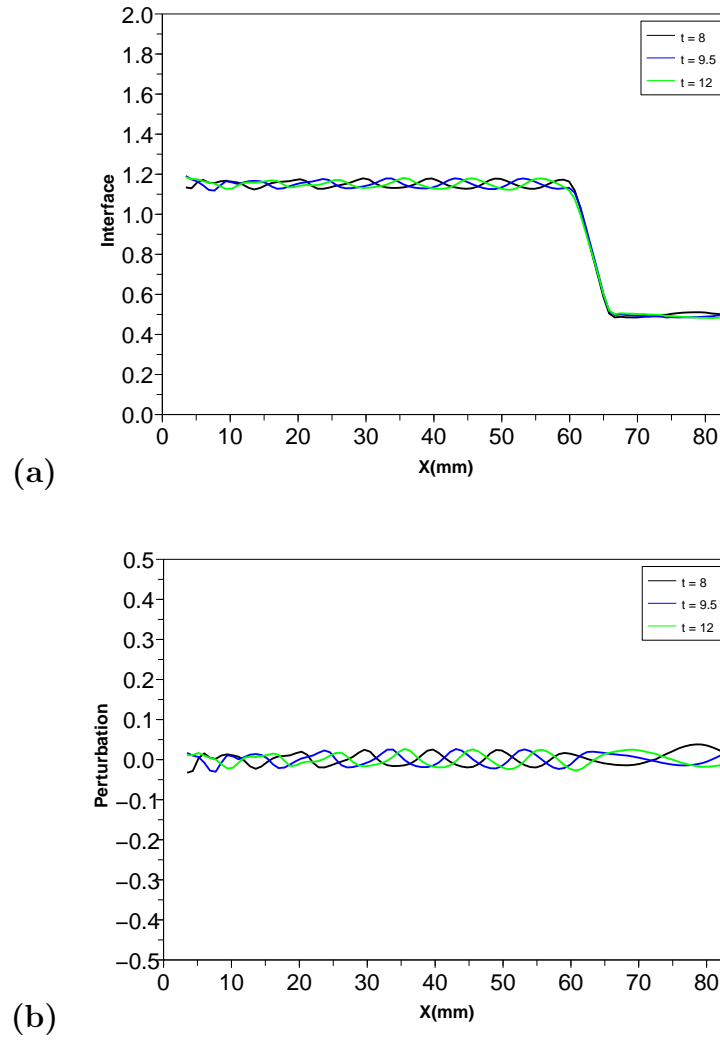 2.0
1.8
1.6
1.4
1.2
1.0
0.8
0.6
0.4
0.2
0.0
Interface
0 10 20 30 40 50 60 70 80
X(mm)
t = 8
t = 9.5
t = 12
(a)
0.5
0.4
0.3
0.2
0.1
0.0
−0.1
−0.2
−0.3
−0.4
−0.5
Perturbation
0 10 20 30 40 50 60 70 80
X(mm)
t = 8
t = 9.5
t = 12
(b)